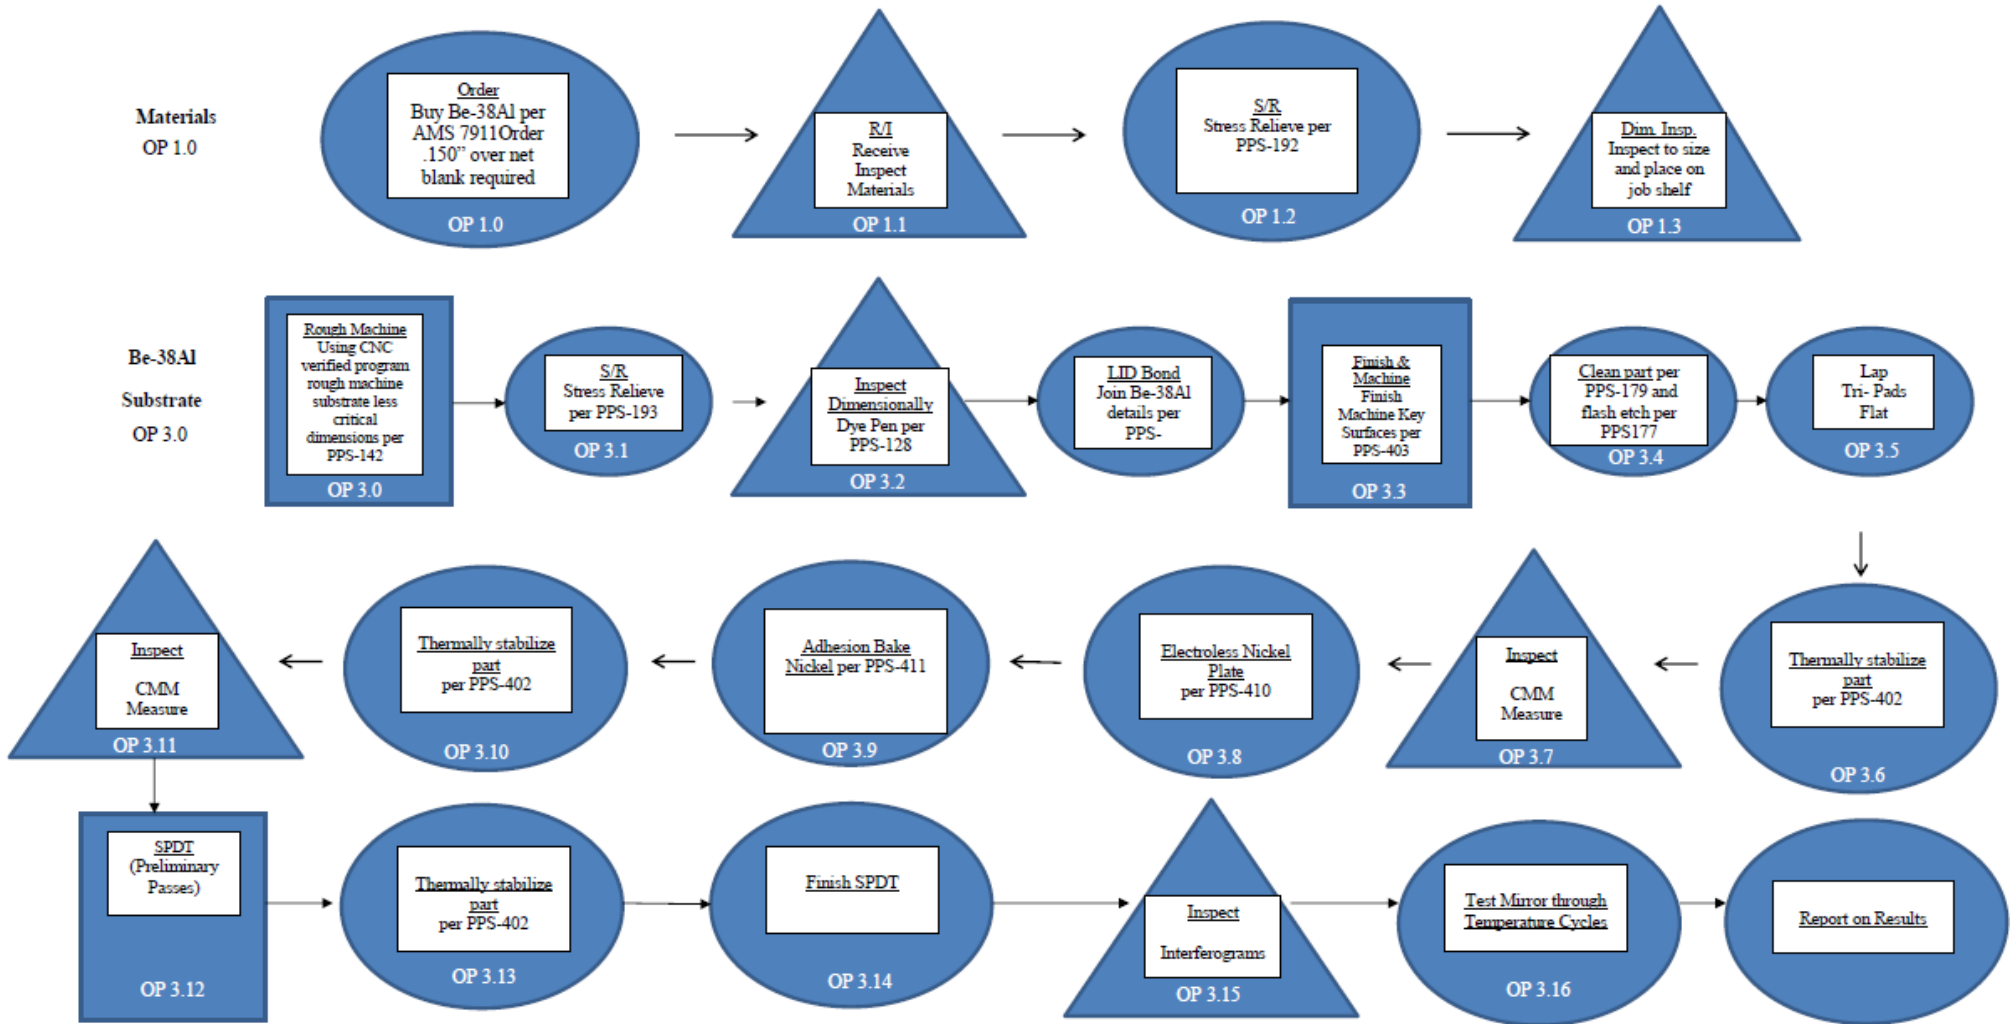 Materials
OP 1.0
Order
Buy Be-38Al per
AMS 7911Order
.150” over net
blank required
OP 1.0
R/I
Receive
Inspect
Materials
OP 1.1
S/R
Stress Relieve per
PPS-192
OP 1.2
Dim. Insp.
Inspect to size
and place on
job shelf
OP 1.3
Be-38Al
Substrate
OP 3.0
Rough Machine
Using CNC
verified program
rough machine
substrate less
critical
dimensions per
PPS-142
OP 3.0
S/R
Stress Relieve
per PPS-193
OP 3.1
Inspect
Dimensionally
Dye Pen per
PPS-128
OP 3.2
LID Bond
Join Be-38Al
details per
PPS-
Finish &
Machine
Finish
Machine Key
Surfaces per
PPS-403
OP 3.3
Clean part per
PPS-179 and
flash etch per
PPS177
OP 3.4
Lap
Tri- Pads
Flat
OP 3.5
Inspect
CMM
Measure
OP 3.11
Thermally stabilize
part
per PPS-402
OP 3.10
Adhesion Bake
Nickel per PPS-411
OP 3.9
Electroless Nickel
Plate
per PPS-410
OP 3.8
Inspect
CMM
Measure
OP 3.7
Thermally stabilize
part
per PPS-402
OP 3.6
SPDT
(Preliminary
Passes)
OP 3.12
Thermally stabilize
part
per PPS-402
OP 3.13
Finish SPDT
OP 3.14
Inspect
Interferograms
OP 3.15
Test Mirror through
Temperature Cycles
OP 3.16
Report on Results